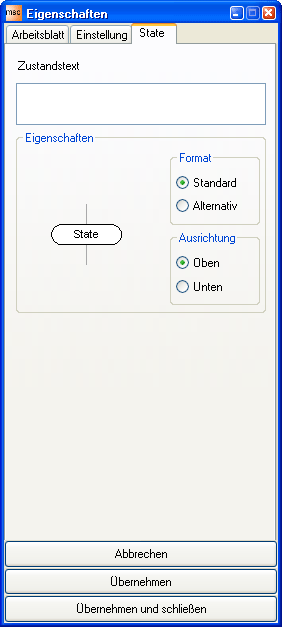 msc Eigenschaften
Arbeitsblatt Einstellung State
Zustandstext
Eigenschaften
Format
Standard
Alternativ
State
Ausrichtung
Oben
Unten
Abbrechen
Übernehmen
Übernehmen und schließen